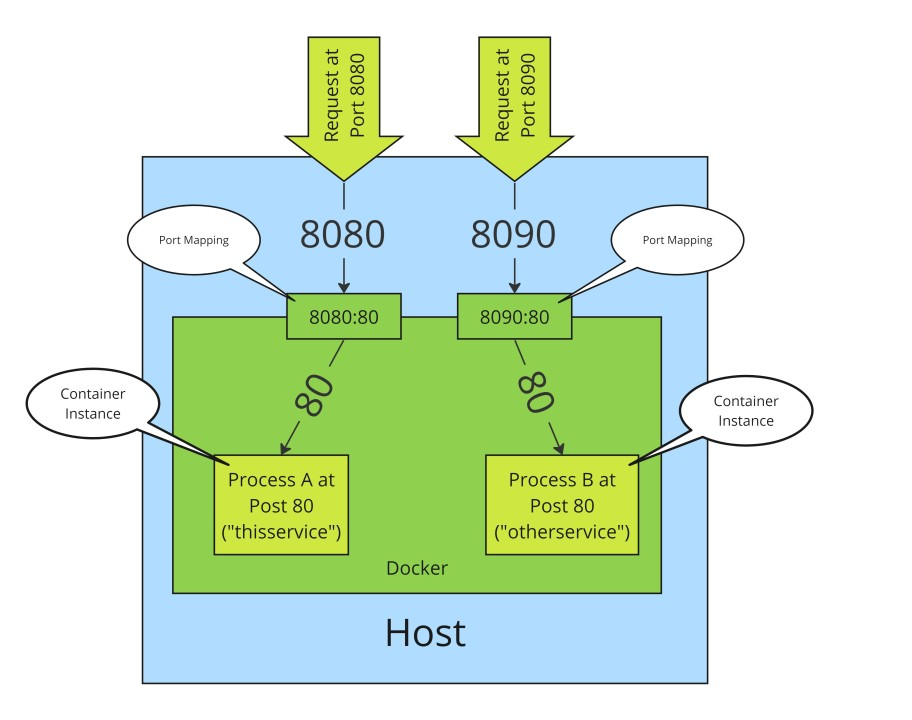 Request at
Port 8080
Request at
Port 8090
8080
8090
Port Mapping
Port Mapping
8080:80
8090:80
80
80
Container
Instance
Container
Instance
Process A at
Post 80
("thisservice")
Process B at
Post 80
("otherservice")
Docker
Host